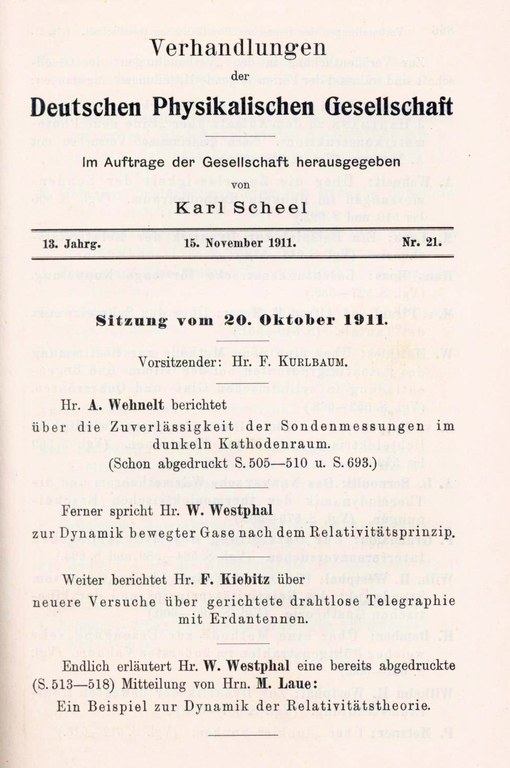 Verhandlungen
der
Deutschen Physikalischen Gesellschaft
Im Auftrage der Gesellschaft herausgegeben
von
Karl Scheel
13. Jahrg. 15. November 1911. Nr. 21.
Sitzung vom 20. Oktober 1911.
Vorsitzender: Hr. F. KURLBAUM.
Hr. A. Wehnelt berichtet
über die Zuverlässigkeit der Sondenmessungen im
dunkeln Kathodenraum.
(Schon abgedruckt S. 505—510 u. S. 693.)
Ferner spricht Hr. W. Westphal
zur Dynamik bewegter Gase nach dem Relativitätsprinzip.
Weiter berichtet Hr. F. Kiebitz über
neuere Versuche über gerichtete drahtlose Telegraphie
mit Erdantennen.
Endlich erläutert Hr. W. Westphal eine bereits abgedruckte
(S. 513—518) Mitteilung von Hrn. M. Laue:
Ein Beispiel zur Dynamik der Relativitätstheorie.